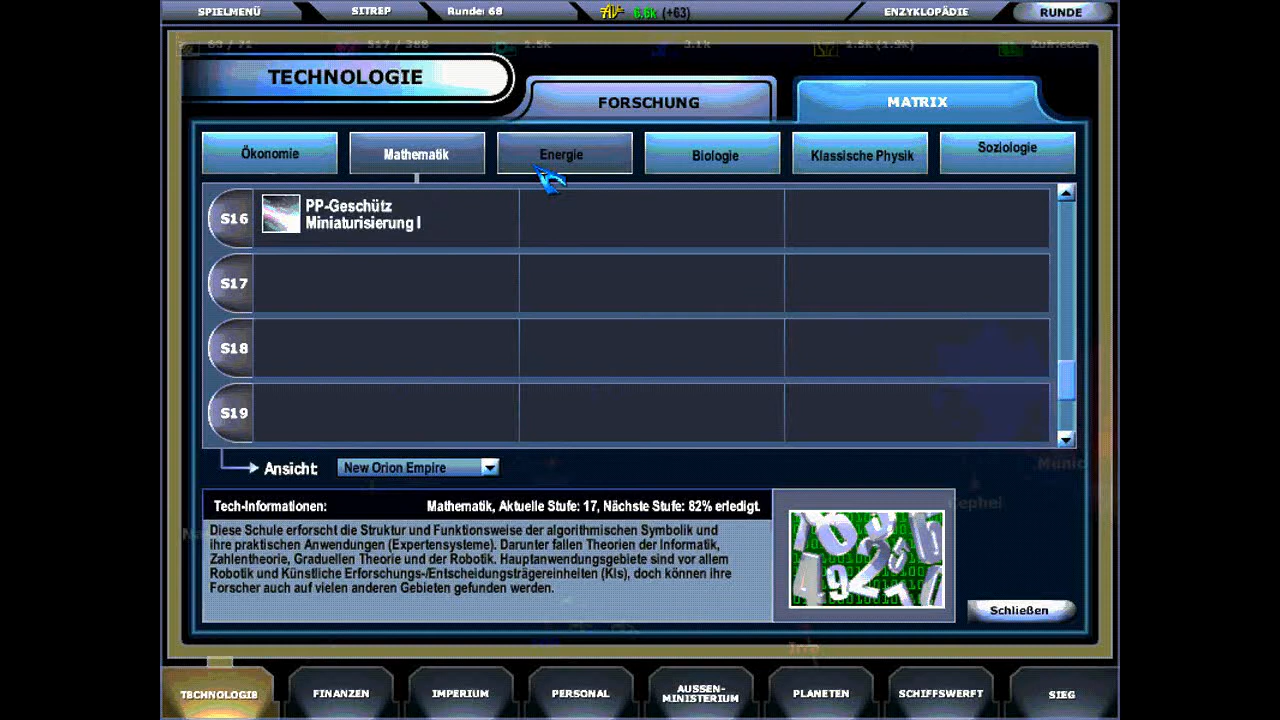 SPIELMENÜ
SITREP
Runde: 68
6.6k (+63)
ENZYKLOPÄDIE
RUNDE
TECHNOLOGIE
FORSCHUNG
MATRIX
Ökonomie
Mathematik
Energie
Biologie
Klassische Physik
Soziologie
S16
PP-Geschütz
Miniaturisierung I
S17
S18
S19
Ansicht:
New Orion Empire
Tech-Informationen:
Mathematik, Aktuelle Stufe: 17, Nächste Stufe: 82% erledigt.
Diese Schule erforscht die Struktur und Funktionsweise der algorithmischen Symbolik und
ihre praktischen Anwendungen (Expertensysteme). Darunter fallen Theorien der Informatik,
Zahlentheorie, Graduellen Theorie und der Robotik. Hauptanwendungsgebiete sind vor allem
Robotik und Künstliche Erforschungs-/Entscheidungsträgereinheiten (KIs), doch können ihre
Forscher auch auf vielen anderen Gebieten gefunden werden.
Schließen
TECHNOLOGIE
FINANZEN
IMPERIUM
PERSONAL
AUSSEN-
MINISTERIUM
PLANETEN
SCHIFFSWERFT
SIEG